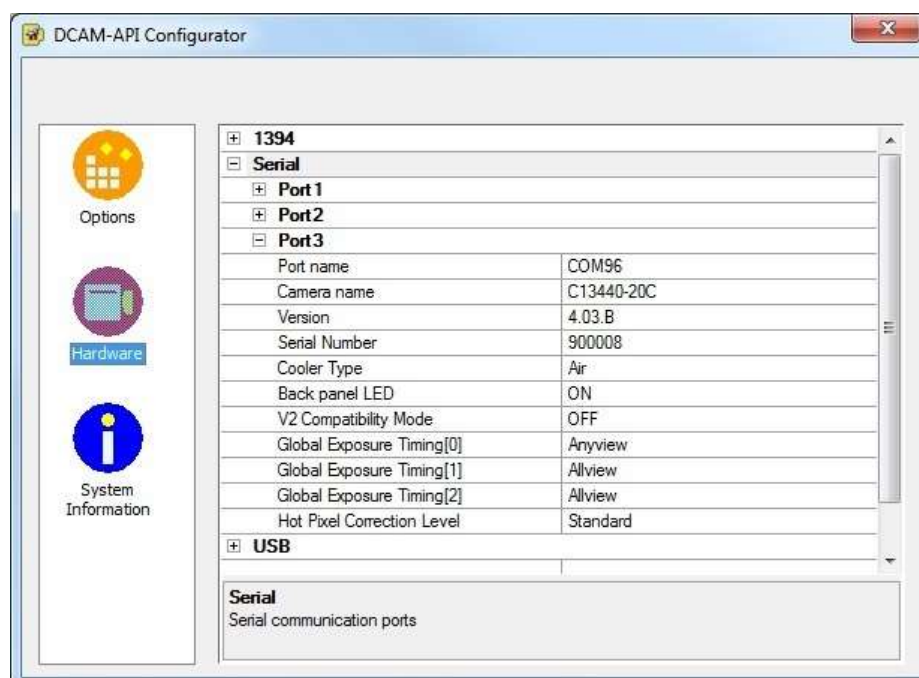 DCAM-API Configurator
Options
Hardware
System
Information
1394
Serial
Port1
Port2
Port3
Port name COM96
Camera name C13440-20C
Version 4.03.B
Serial Number 900008
Cooler Type Air
Back panel LED ON
V2 Compatibility Mode OFF
Global Exposure Timing[0] Anyview
Global Exposure Timing[1] Allview
Global Exposure Timing[2] Allview
Hot Pixel Correction Level Standard
USB
Serial
Serial communication ports